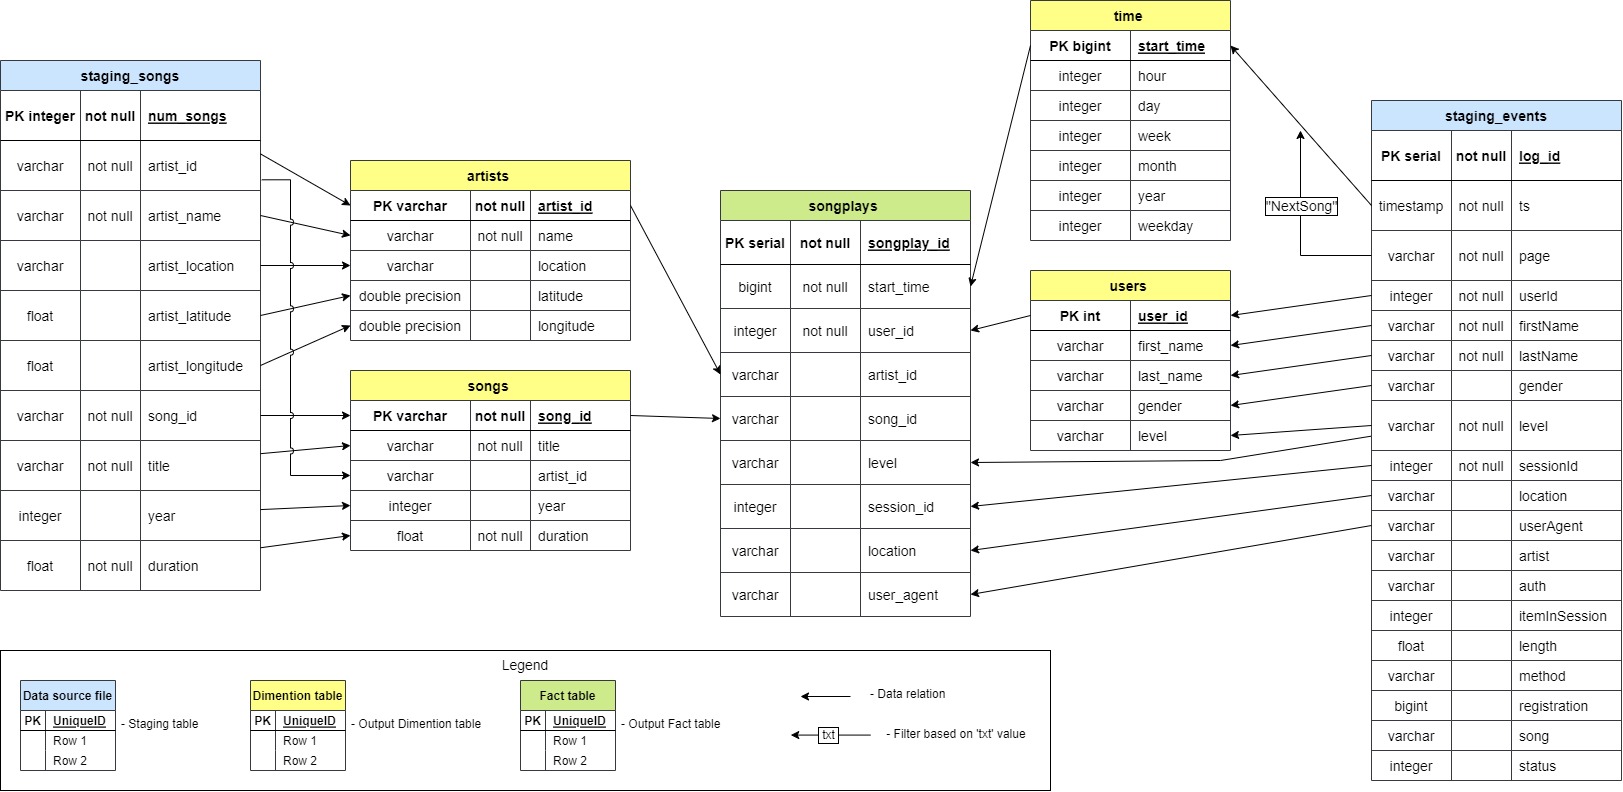 staging_songs
PK integer not null num_songs
varchar not null artist_id
varchar not null artist_name
varchar artist_location
float artist_latitude
float artist_longitude
varchar not null song_id
varchar not null title
integer year
float not null duration
artists
PK varchar not null artist_id
varchar not null name
varchar location
double precision latitude
double precision longitude
songs
PK varchar not null song_id
varchar not null title
varchar artist_id
integer year
float not null duration
songplays
PK serial not null songplay_id
bigint not null start_time
integer not null user_id
varchar artist_id
varchar song_id
varchar level
integer session_id
varchar location
varchar user_agent
time
PK bigint start_time
integer hour
integer day
integer week
integer month
integer year
integer weekday
users
PK int user_id
varchar first_name
varchar last_name
varchar gender
varchar level
"NextSong"
staging_events
PK serial not null log_id
timestamp not null ts
varchar not null page
integer not null userId
varchar not null firstName
varchar not null lastName
varchar gender
varchar not null level
integer not null sessionId
varchar location
varchar userAgent
varchar artist
varchar auth
integer itemInSession
float length
varchar method
bigint registration
varchar song
integer status
Legend
Data source file
PK UniqueID
Row 1
Row 2
- Staging table
Dimention table
PK UniqueID
Row 1
Row 2
- Output Dimention table
Fact table
PK UniqueID
Row 1
Row 2
- Output Fact table
- Data relation
txt - Filter based on 'txt' value